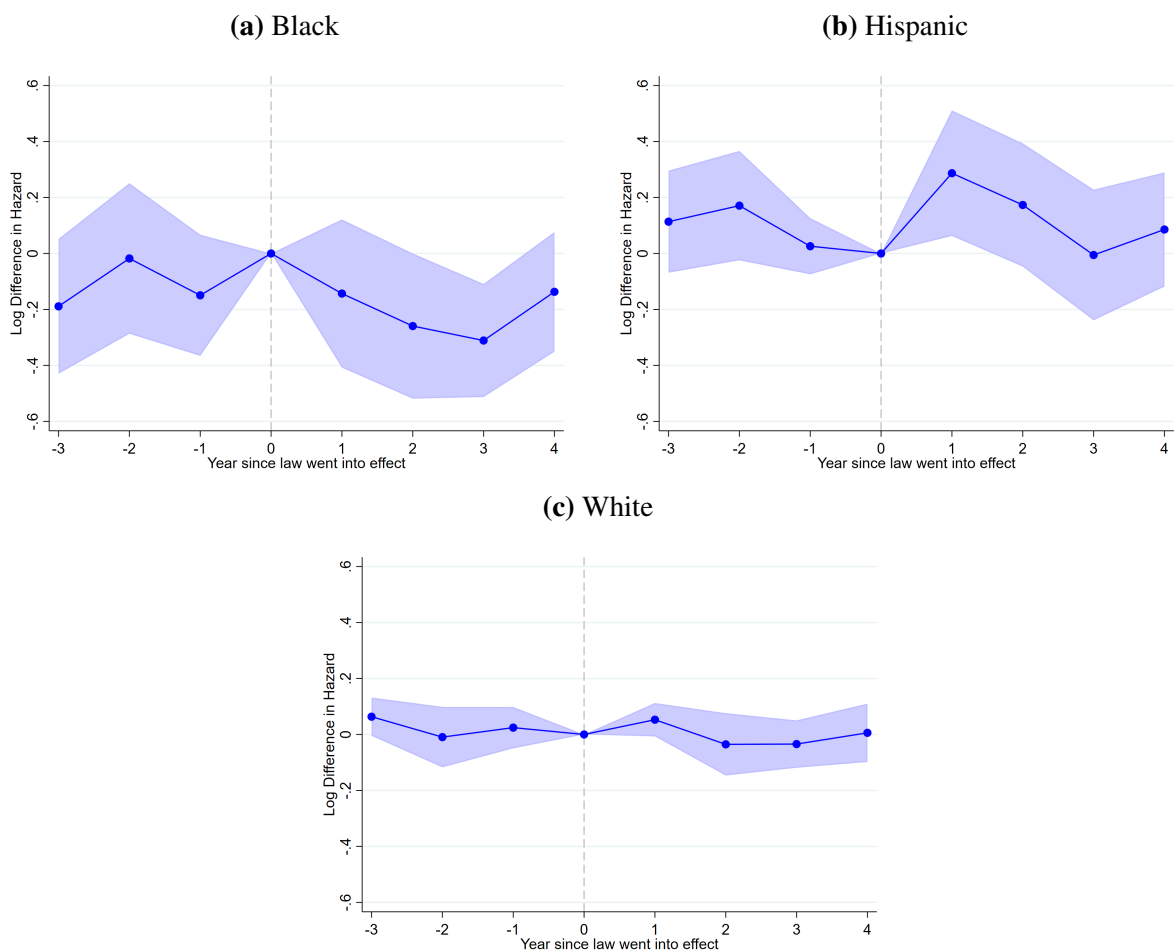 (a) Black
.6
.4
.2
0
-.2
-.4
-.6
Log Difference in Hazard
-3 -2 -1 0 1 2 3 4
Year since law went into effect
(b) Hispanic
.6
.4
.2
0
-.2
-.4
-.6
Log Difference in Hazard
-3 -2 -1 0 1 2 3 4
Year since law went into effect
(c) White
.6
.4
.2
0
-.2
-.4
-.6
Log Difference in Hazard
-3 -2 -1 0 1 2 3 4
Year since law went into effect